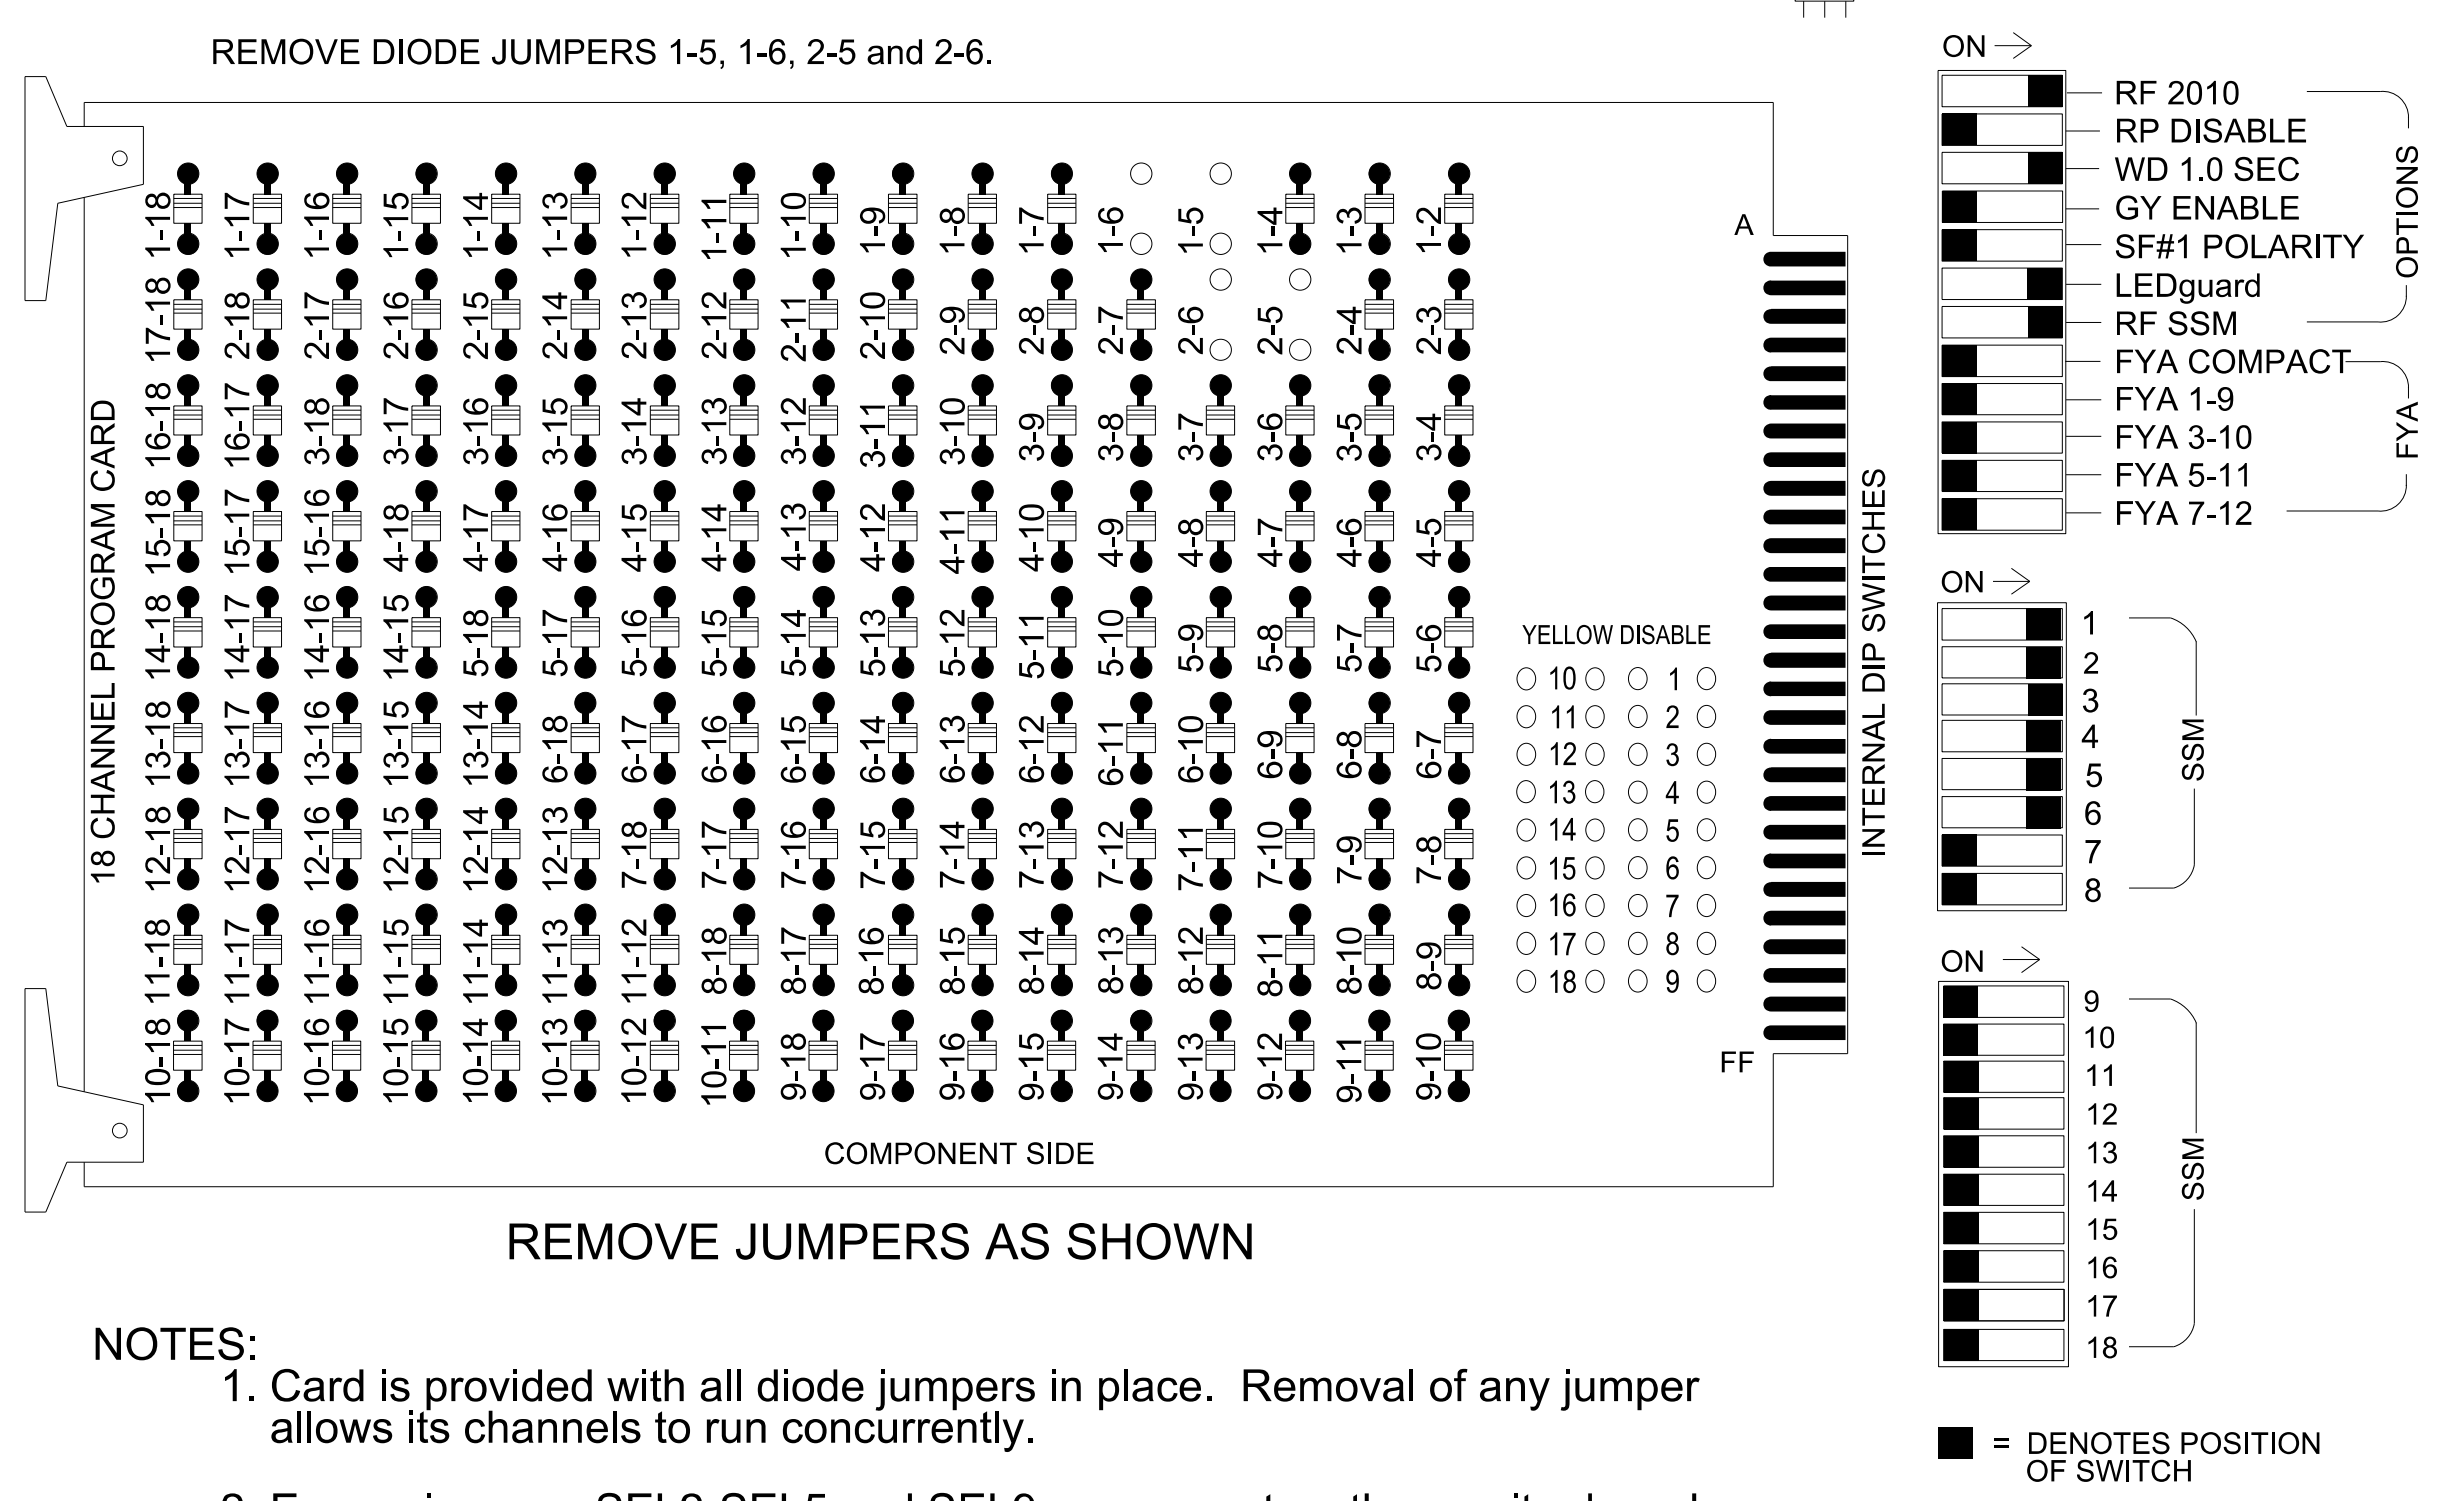 REMOVE DIODE JUMPERS 1-5, 1-6, 2-5 and 2-6.
18 CHANNEL PROGRAM CARD
1-18 1-17 1-16 1-15 1-14 1-13 1-12 1-11 1-10 1-9 1-8 1-7 1-6 1-5 1-4 1-3 1-2
17-18 2-18 2-17 2-16 2-15 2-14 2-13 2-12 2-11 2-10 2-9 2-8 2-7 2-6 2-5 2-4 2-3
16-18 16-17 3-18 3-17 3-16 3-15 3-14 3-13 3-12 3-11 3-10 3-9 3-8 3-7 3-6 3-5 3-4
15-18 15-17 15-16 4-18 4-17 4-16 4-15 4-14 4-13 4-12 4-11 4-10 4-9 4-8 4-7 4-6 4-5
14-18 14-17 14-16 14-15 5-18 5-17 5-16 5-15 5-14 5-13 5-12 5-11 5-10 5-9 5-8 5-7 5-6
13-18 13-17 13-16 13-15 13-14 6-18 6-17 6-16 6-15 6-14 6-13 6-12 6-11 6-10 6-9 6-8 6-7
12-18 12-17 12-16 12-15 12-14 12-13 7-18 7-17 7-16 7-15 7-14 7-13 7-12 7-11 7-10 7-9 7-8
11-18 11-17 11-16 11-15 11-14 11-13 11-12 8-18 8-17 8-16 8-15 8-14 8-13 8-12 8-11 8-10 8-9
10-18 10-17 10-16 10-15 10-14 10-13 10-12 10-11 9-18 9-17 9-16 9-15 9-14 9-13 9-12 9-11 9-10
A
YELLOW DISABLE
10 1
11 2
12 3
13 4
14 5
15 6
16 7
17 8
18 9
FF
COMPONENT SIDE
INTERNAL DIP SWITCHES
ON
RF 2010
RP DISABLE
WD 1.0 SEC
GY ENABLE
SF#1 POLARITY
LEDguard
RF SSM
OPTIONS
FYA COMPACT
FYA 1-9
FYA 3-10
FYA 5-11
FYA 7-12
FYA
ON
1
2
3
4
5
6
7
8
SSM
ON
9
10
11
12
13
14
15
16
17
18
SSM
= DENOTES POSITION
OF SWITCH
REMOVE JUMPERS AS SHOWN
NOTES:
1. Card is provided with all diode jumpers in place. Removal of any jumper
allows its channels to run concurrently.